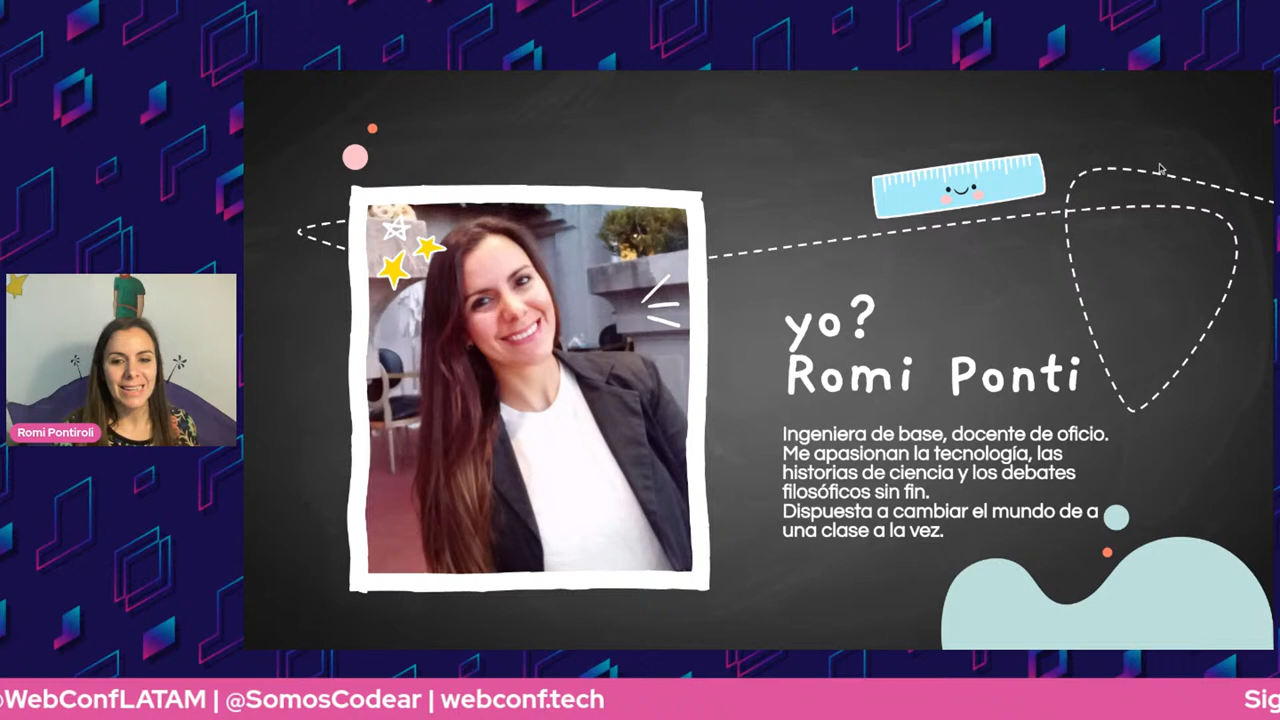 yo?
Romi Ponti
Ingeniera de base, docente de oficio.
Me apasionan la tecnología, las
historias de ciencia y los debates
filosóficos sin fin.
Dispuesta a cambiar el mundo de a
una clase a la vez.
Romi Pontiroli
@WebConfLATAM | @SomosCodear | webconf.tech